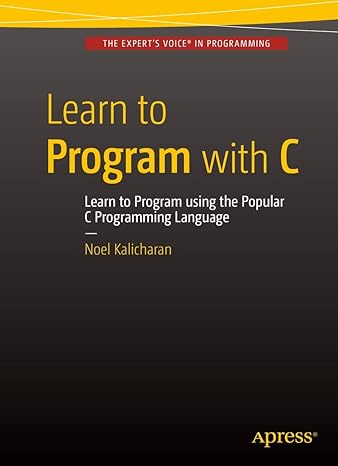 THE EXPERT'S VOICE® IN PROGRAMMING
Learn to
Program with C
Learn to Program using the Popular
C Programming Language
—
Noel Kalicharan
Apress®